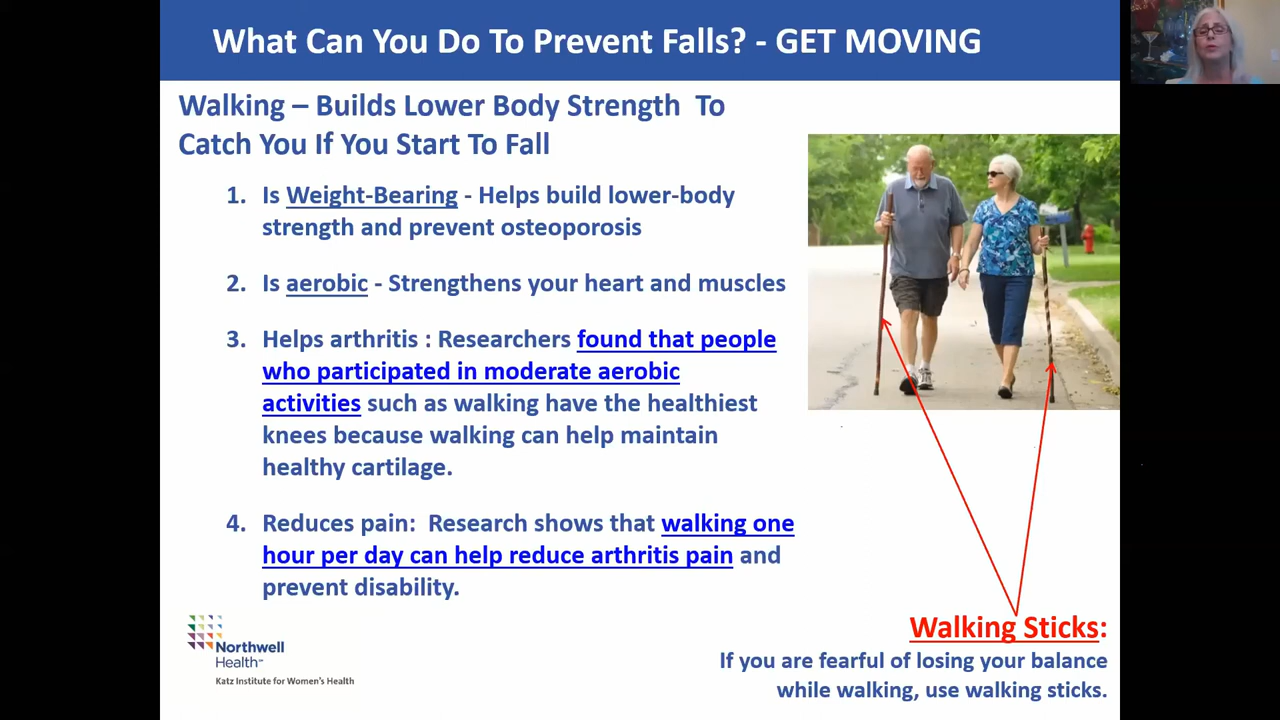 What Can You Do To Prevent Falls? - GET MOVING
Walking – Builds Lower Body Strength To
Catch You If You Start To Fall
1. Is Weight-Bearing - Helps build lower-body
strength and prevent osteoporosis
2. Is aerobic - Strengthens your heart and muscles
3. Helps arthritis : Researchers found that people
who participated in moderate aerobic
activities such as walking have the healthiest
knees because walking can help maintain
healthy cartilage.
4. Reduces pain: Research shows that walking one
hour per day can help reduce arthritis pain and
prevent disability.
Northwell
Health℠
Katz Institute for Women's Health
Walking Sticks:
If you are fearful of losing your balance
while walking, use walking sticks.